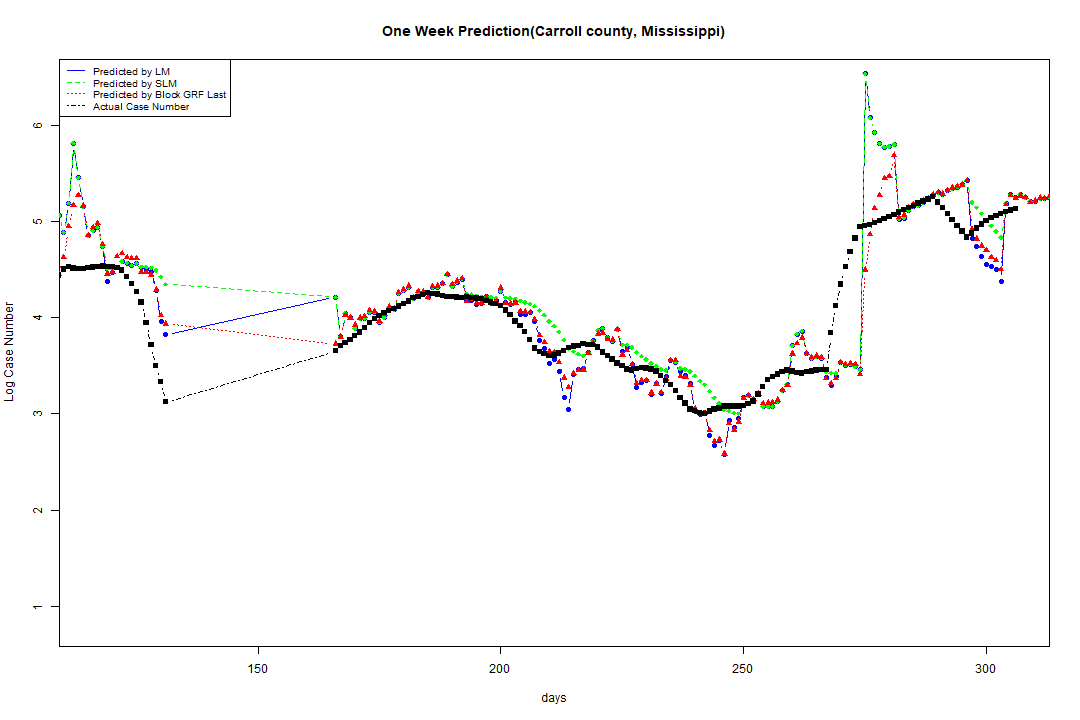 One Week Prediction(Carroll county, Mississippi)
Predicted by LM
Predicted by SLM
Predicted by Block GRF Last
Actual Case Number
Log Case Number
6
5
4
3
2
1
150
200
250
300
days